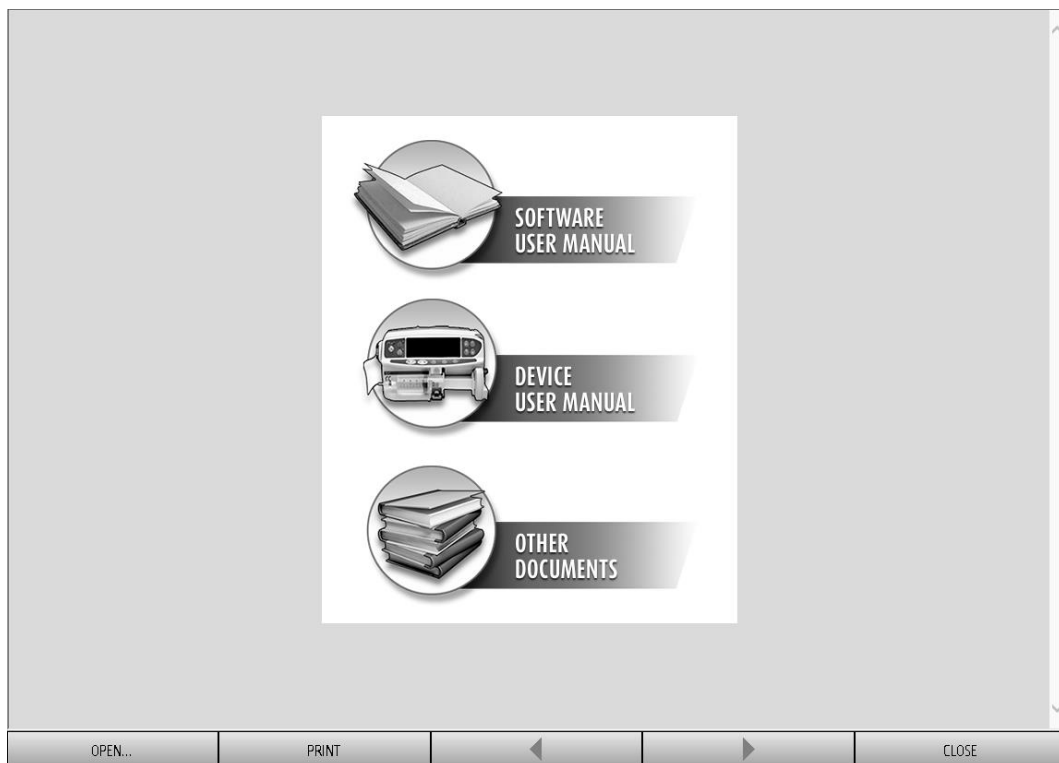 SOFTWARE
USER MANUAL
DEVICE
USER MANUAL
OTHER
DOCUMENTS
OPEN...
PRINT
CLOSE